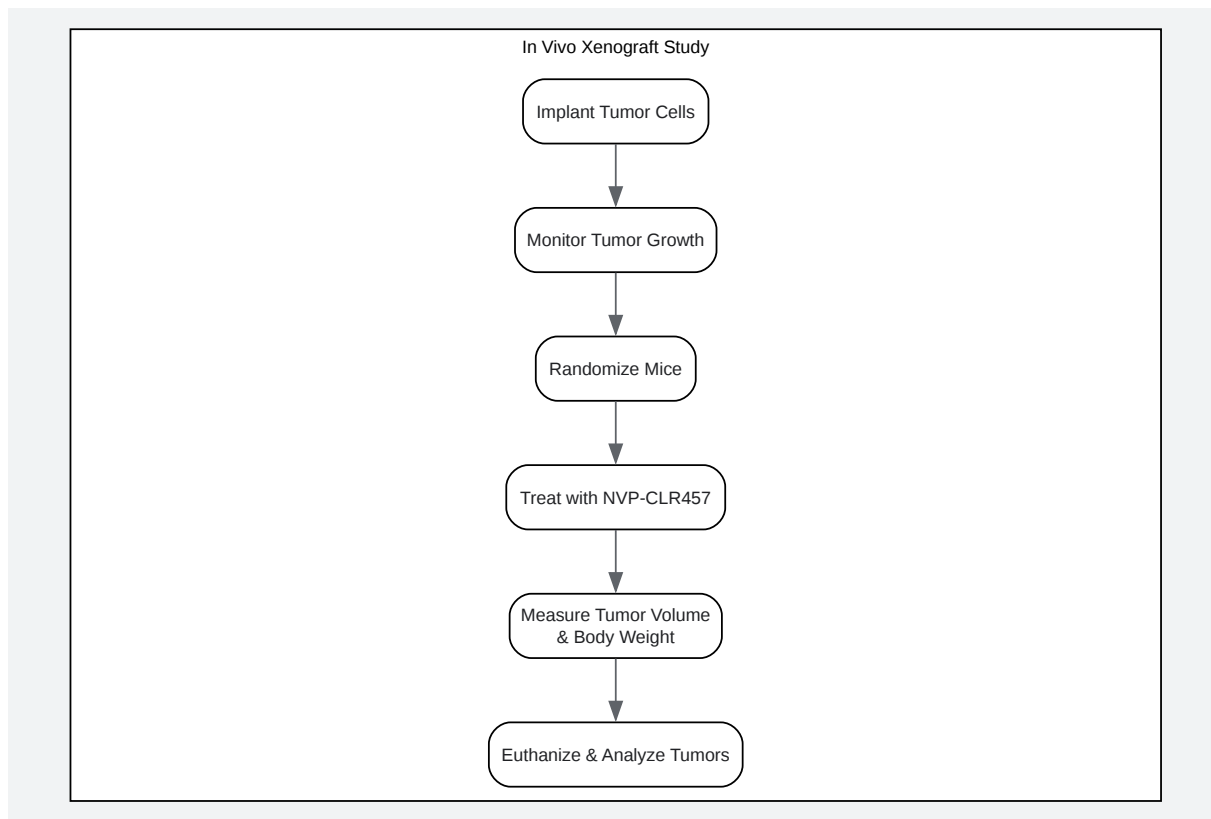 In Vivo Xenograft Study
Implant Tumor Cells
Monitor Tumor Growth
Randomize Mice
Treat with NVP-CLR457
Measure Tumor Volume
& Body Weight
Euthanize & Analyze Tumors